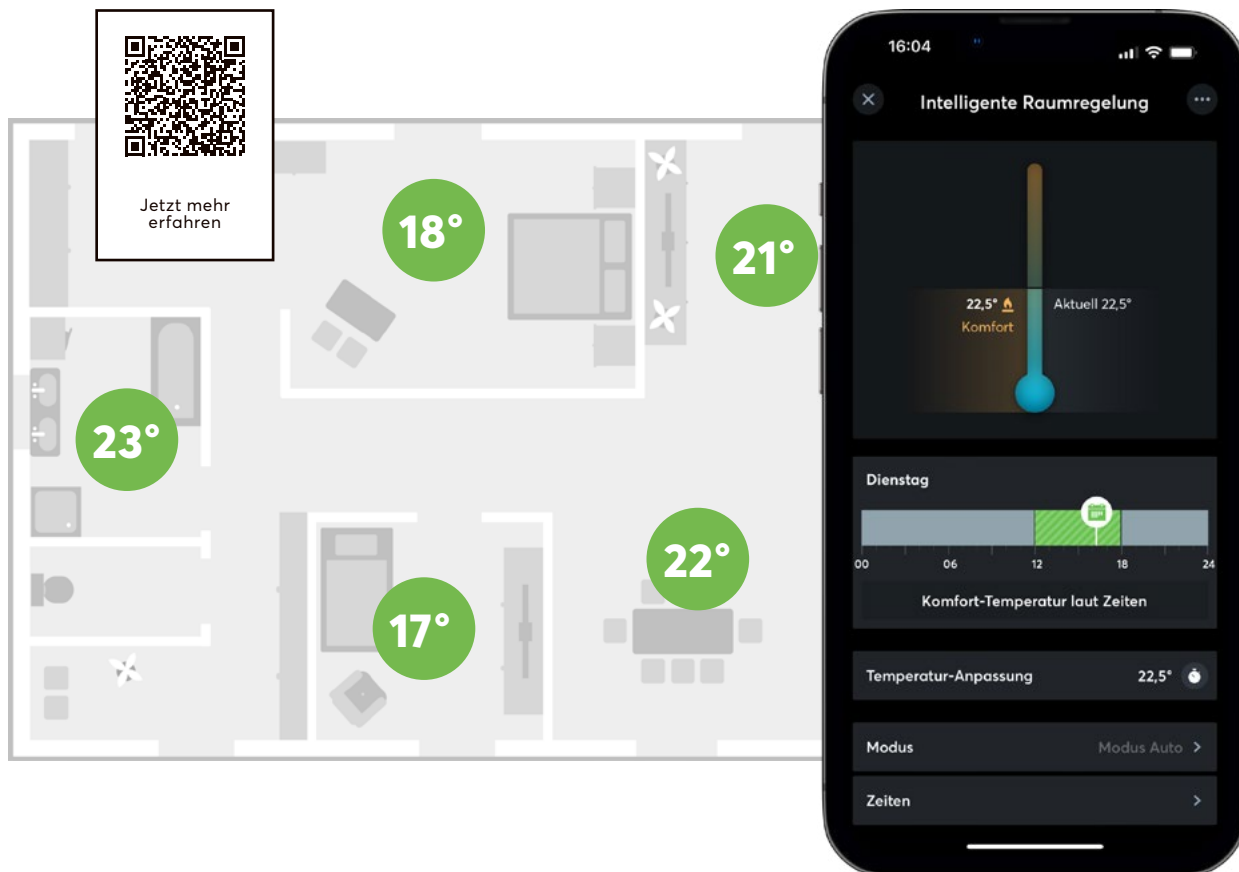 Jetzt mehr
erfahren
18°
21°
23°
22°
17°
16:04
Intelligente Raumregelung
22,5°
Aktuell 22,5°
Komfort
Dienstag
00 06 12 18 24
Komfort-Temperatur laut Zeiten
Temperatur-Anpassung 22,5°
Modus Modus Auto
Zeiten